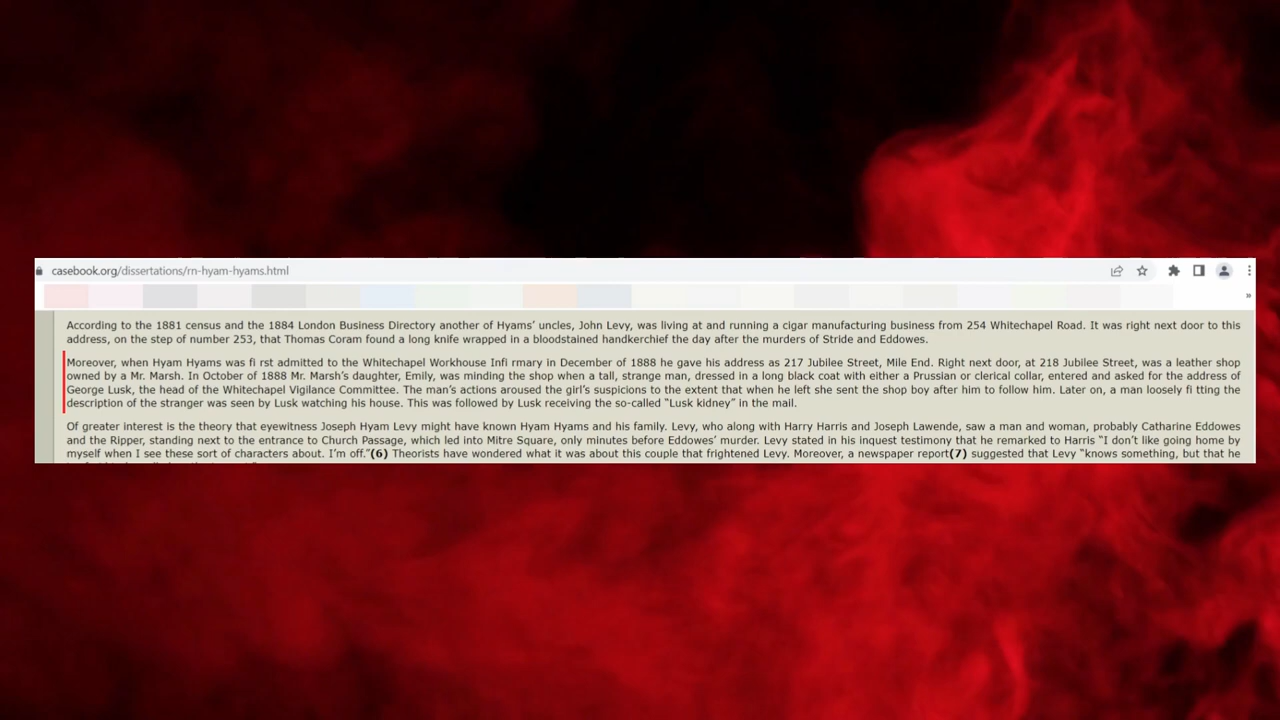 casebook.org/dissertations/rn-hyam-hyams.html
»
According to the 1881 census and the 1884 London Business Directory another of Hyams' uncles, John Levy, was living at and running a cigar manufacturing business from 254 Whitechapel Road. It was right next door to this
address, on the step of number 253, that Thomas Coram found a long knife wrapped in a bloodstained handkerchief the day after the murders of Stride and Eddowes.
Moreover, when Hyam Hyams was fi rst admitted to the Whitechapel Workhouse Infi rmary in December of 1888 he gave his address as 217 Jubilee Street, Mile End. Right next door, at 218 Jubilee Street, was a leather shop
owned by a Mr. Marsh. In October of 1888 Mr. Marsh's daughter, Emily, was minding the shop when a tall, strange man, dressed in a long black coat with either a Prussian or clerical collar, entered and asked for the address of
George Lusk, the head of the Whitechapel Vigilance Committee. The man's actions aroused the girl's suspicions to the extent that when he left she sent the shop boy after him to follow him. Later on, a man loosely fi tting the
description of the stranger was seen by Lusk watching his house. This was followed by Lusk receiving the so-called "Lusk kidney" in the mail.
Of greater interest is the theory that eyewitness Joseph Hyam Levy might have known Hyam Hyams and his family. Levy, who along with Harry Harris and Joseph Lawende, saw a man and woman, probably Catharine Eddowes
and the Ripper, standing next to the entrance to Church Passage, which led into Mitre Square, only minutes before Eddowes' murder. Levy stated in his inquest testimony that he remarked to Harris "I don't like going home by
myself when I see these sort of characters about. I'm off."(6) Theorists have wondered what it was about this couple that frightened Levy. Moreover, a newspaper report(7) suggested that Levy "knows something, but that he